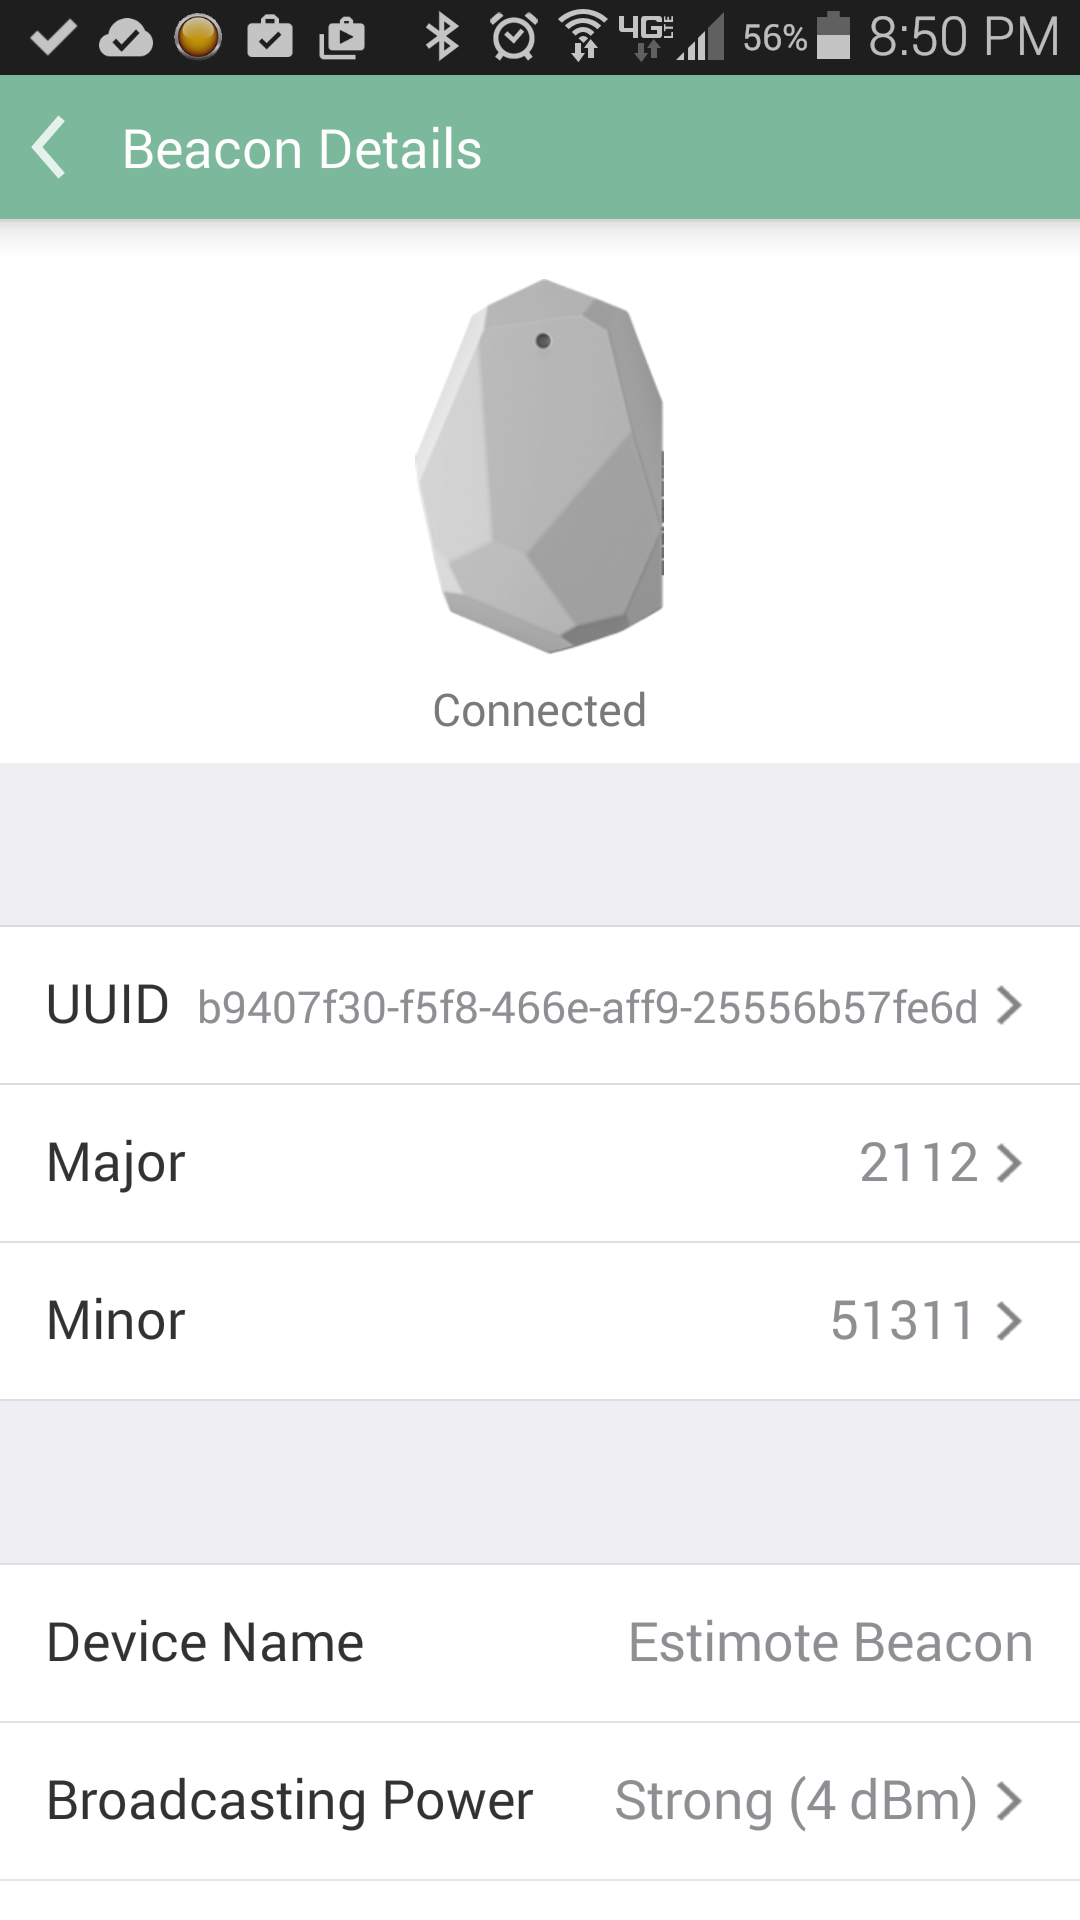 4G LTE 56% 8:50 PM
Beacon Details
Connected
UUID b9407f30-f5f8-466e-aff9-25556b57fe6d
Major 2112
Minor 51311
Device Name Estimote Beacon
Broadcasting Power Strong (4 dBm)